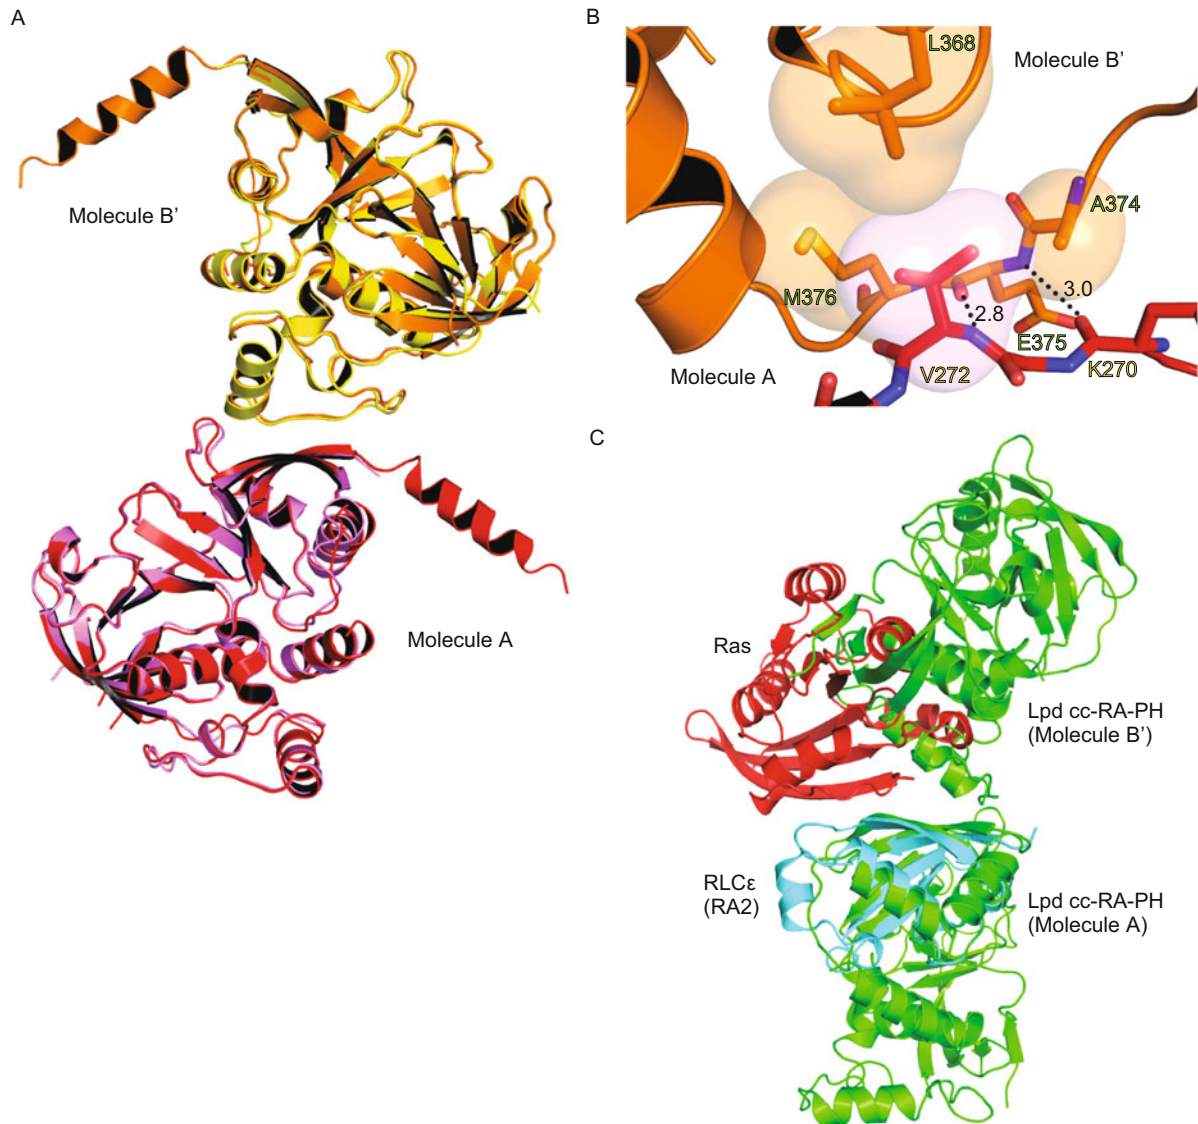 A
Molecule B’
Molecule A
B
L368
Molecule B’
A374
M376
3.0
2.8
E375
K270
V272
Molecule A
C
Ras
Lpd cc-RA-PH
(Molecule B’)
RLCε
(RA2)
Lpd cc-RA-PH
(Molecule A)